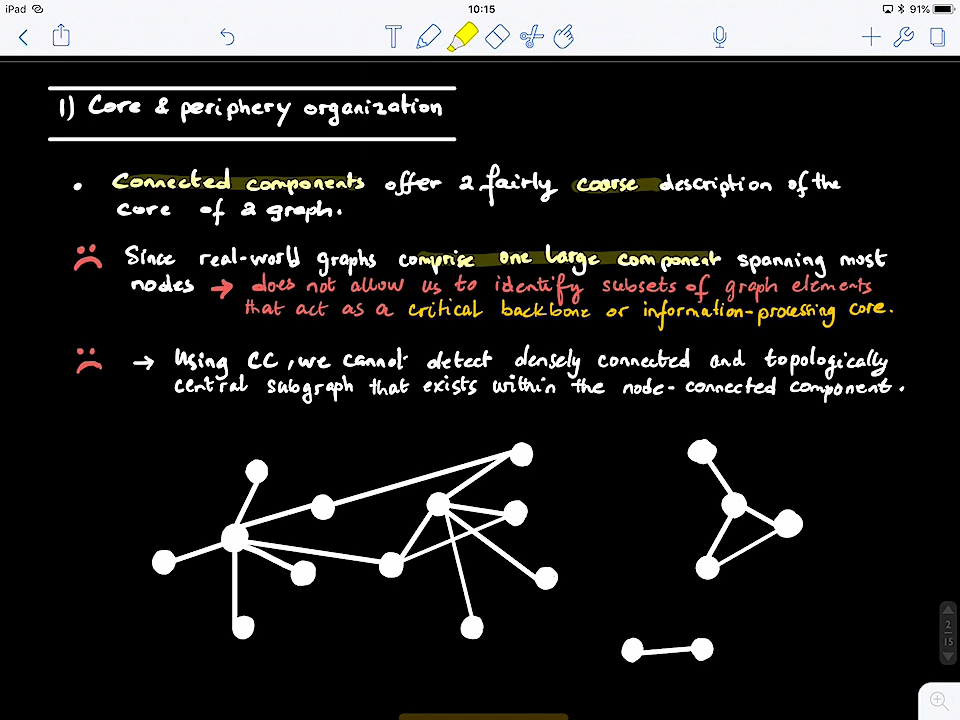 iPad
10:15
91%
T
1) Core & periphery organization
• Connected components offer a fairly coarse description of the
core of a graph.
Since real-world graphs comprise one large component spanning most
nodes → does not allow us to identify subsets of graph elements
that act as a critical backbone or information-processing core.
→ Using CC, we cannot detect densely connected and topologically
central subgraph that exists within the node-connected component.
2
15